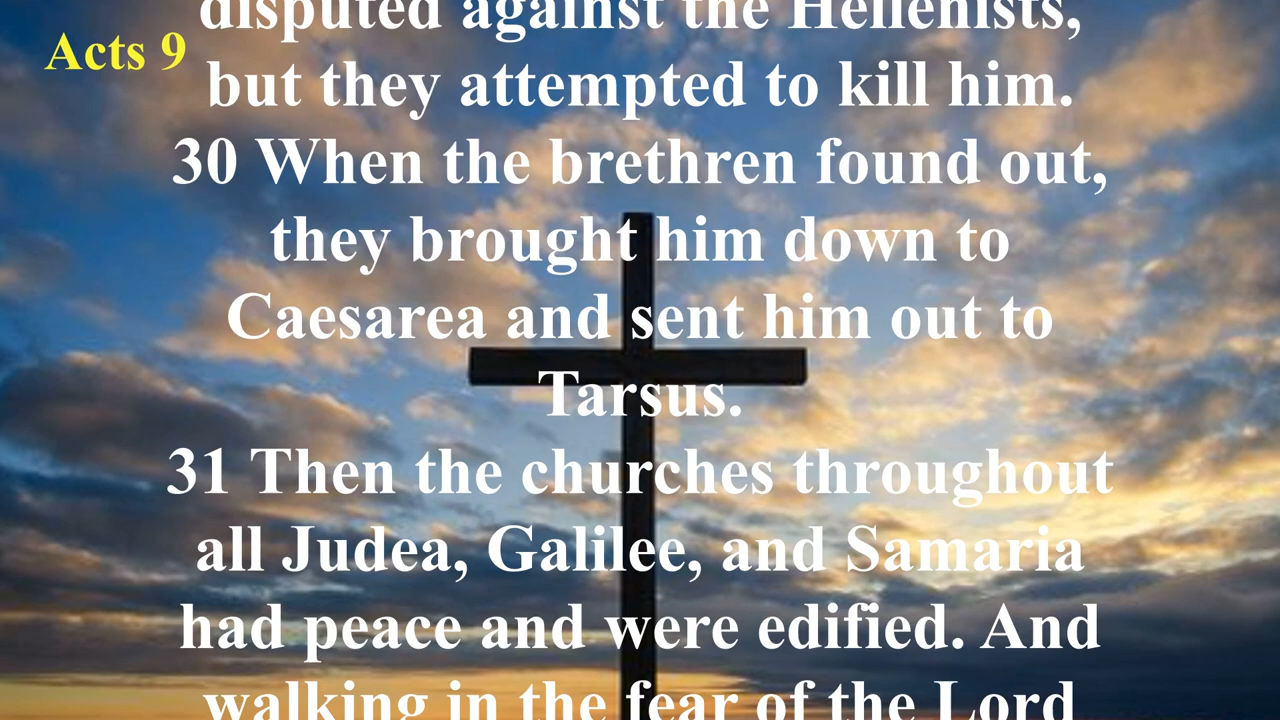 disputed against the Hellenists,
Acts 9
but they attempted to kill him.
30 When the brethren found out,
they brought him down to
Caesarea and sent him out to
Tarsus.
31 Then the churches throughout
all Judea, Galilee, and Samaria
had peace and were edified. And
walking in the fear of the Lord